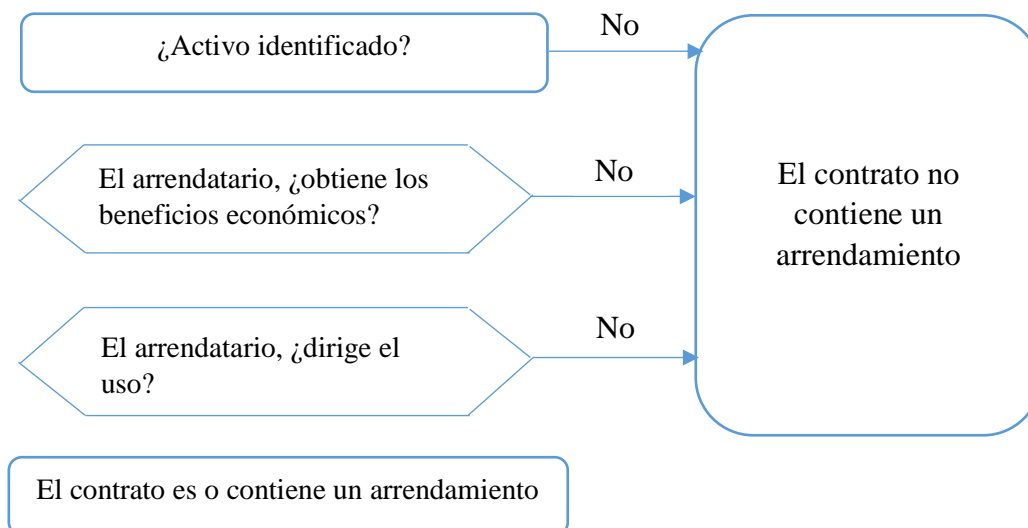 ¿Activo identificado?
No
El arrendatario, ¿obtiene los
beneficios económicos?
No
El arrendatario, ¿dirige el
uso?
No
El contrato no
contiene un
arrendamiento
El contrato es o contiene un arrendamiento